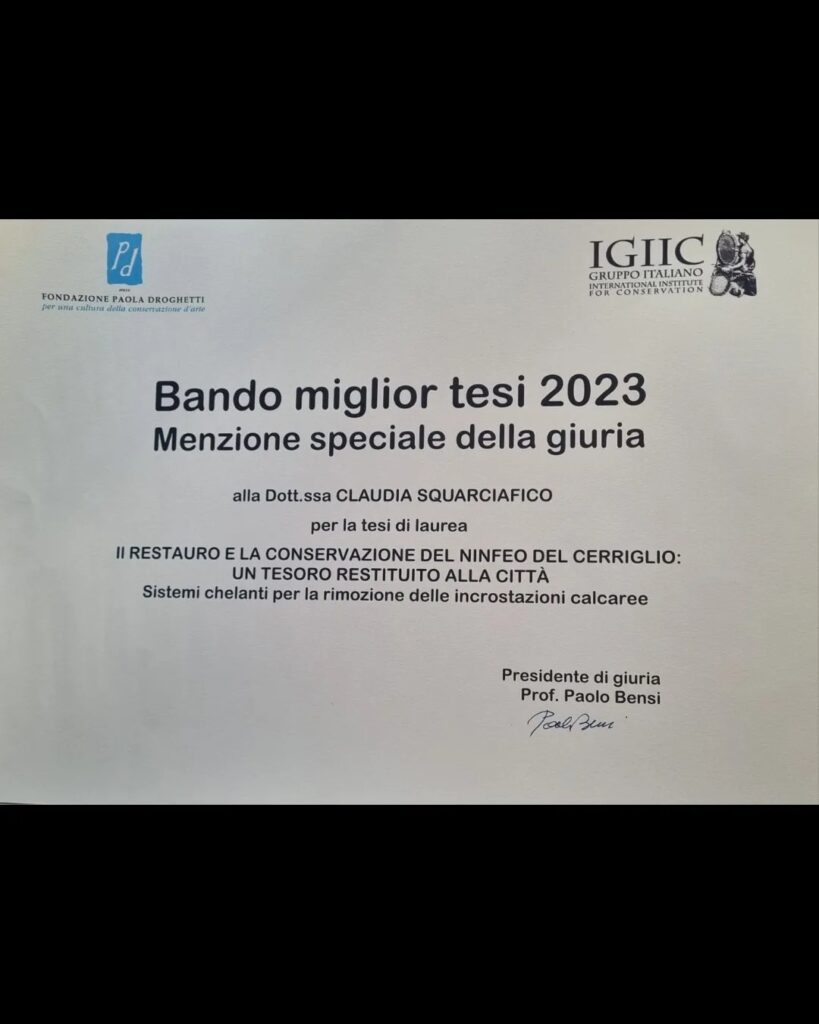 Pd
ONLUS
FONDAZIONE PAOLA DROGHETTI
per una cultura della conservazione d'arte
IGIIC
GRUPPO ITALIANO
INTERNATIONAL INSTITUTE
FOR CONSERVATION
Bando miglior tesi 2023
Menzione speciale della giuria
alla Dott.ssa CLAUDIA SQUARCIAFICO
per la tesi di laurea
Il RESTAURO E LA CONSERVAZIONE DEL NINFEO DEL CERRIGLIO:
UN TESORO RESTITUITO ALLA CITTÀ
Sistemi chelanti per la rimozione delle incrostazioni calcaree
Presidente di giuria
Prof. Paolo Bensi
Paolo Bensi